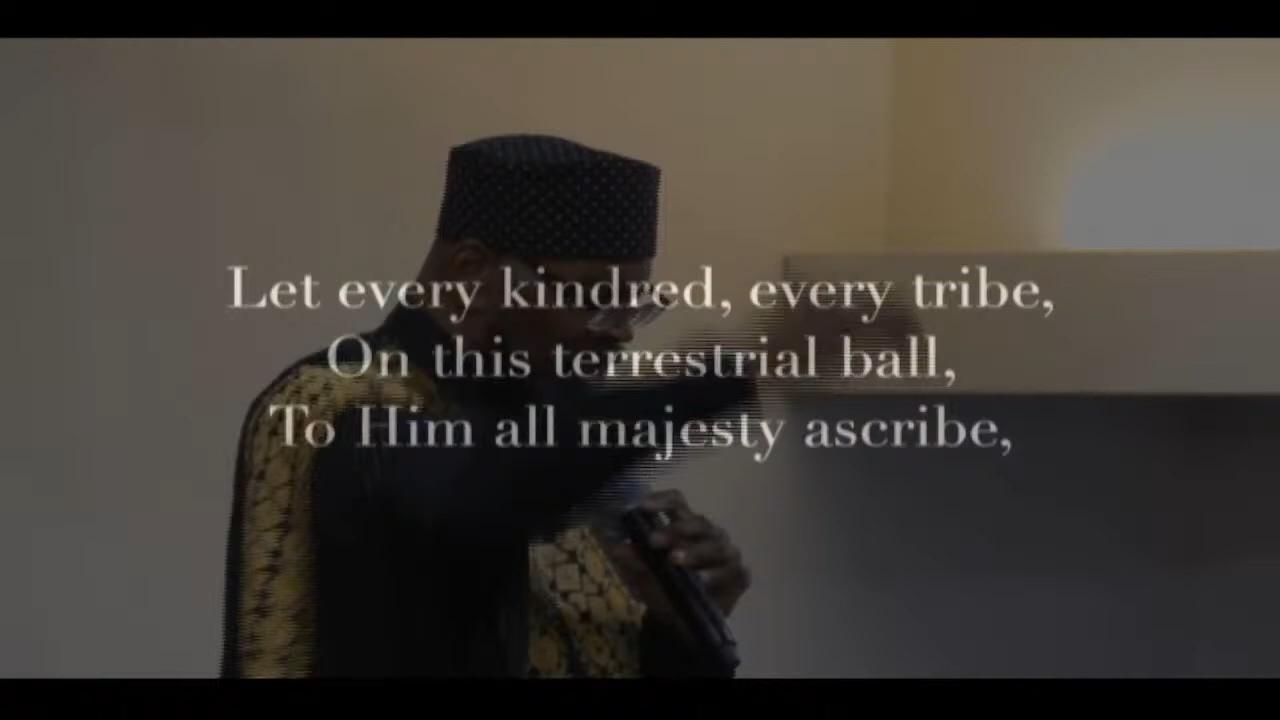 Let every kindred, every tribe,
On this terrestrial ball,
To Him all majesty ascribe,